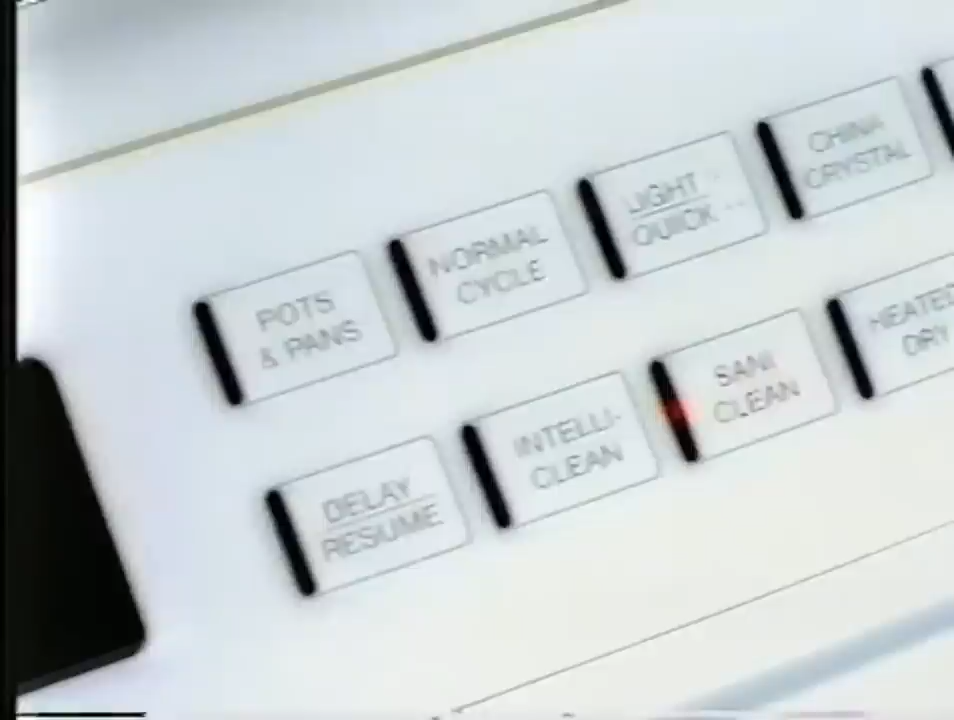 POTS
& PANS
NORMAL
CYCLE
LIGHT
QUICK
CHINA
CRYSTAL
DELAY
RESUME
INTELLI-
CLEAN
SANI
CLEAN
HEATED
DRY